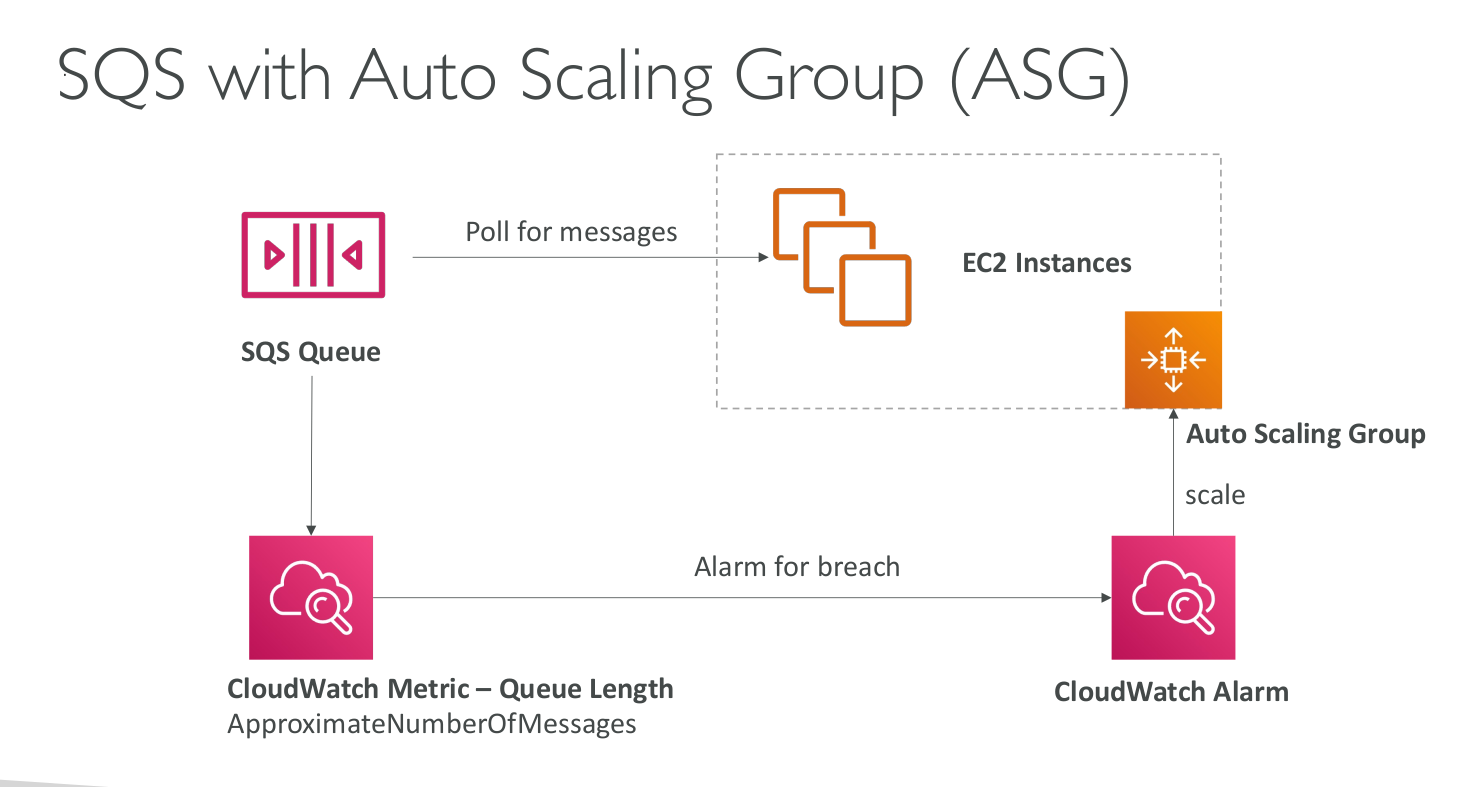 SQS with Auto Scaling Group (ASG)
Poll for messages
EC2 Instances
SQS Queue
Auto Scaling Group
scale
Alarm for breach
CloudWatch Metric – Queue Length
ApproximateNumberOfMessages
CloudWatch Alarm